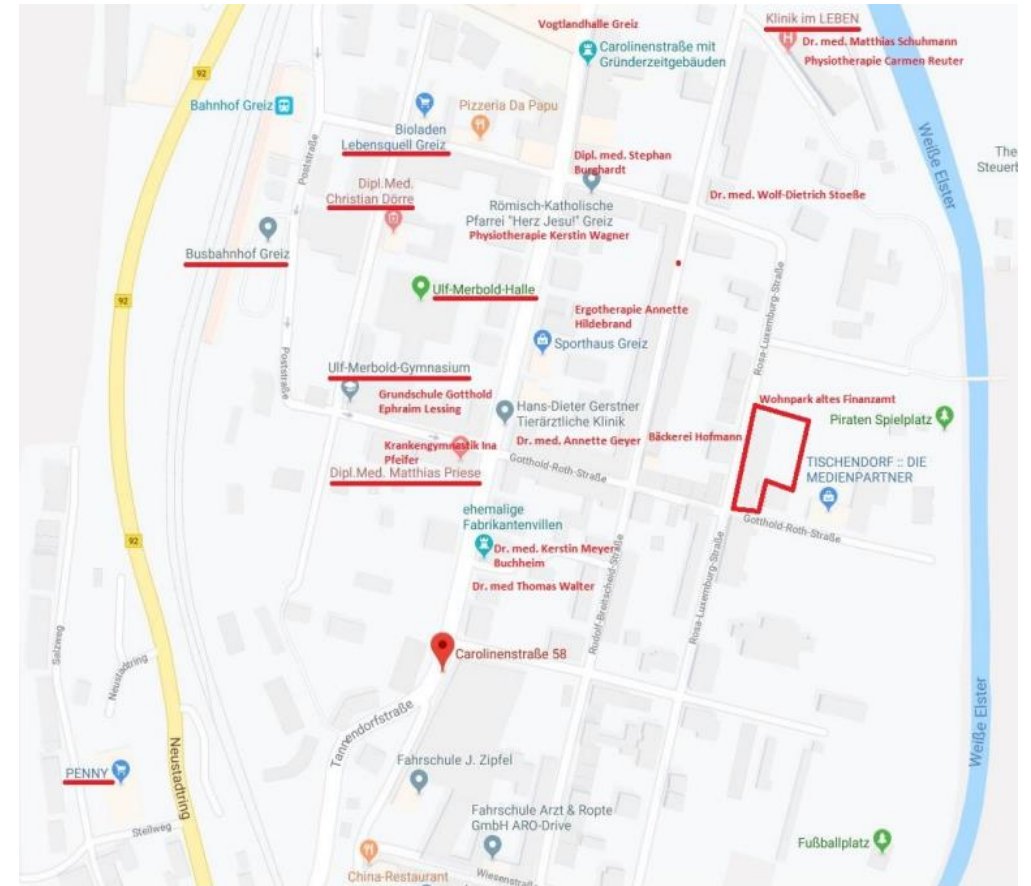 Vogtlandhalle Greiz
Klinik im LEBEN
Dr. med. Matthias Schuhmann
Physiotherapie Carmen Reuter
Carolinenstraße mit
Gründerzeitgebäuden
92
Bahnhof Greiz
Pizzeria Da Papu
Bioladen
Lebensquell Greiz
Poststraße
Weiße Elster
The
Steuerb
Dipl. med. Stephan
Burghardt
Dipl.Med.
Christian Dörre
Dr. med. Wolf-Dietrich Stoeße
Römisch-Katholische
Pfarrei "Herz Jesu!" Greiz
Physiotherapie Kerstin Wagner
Busbahnhof Greiz
Ulf-Merbold-Halle
92
Ergotherapie Annette
Hildebrand
Sporthaus Greiz
Rosa-Luxemburg-Straße
Poststraße
Ulf-Merbold-Gymnasium
Grundschule Gotthold
Ephraim Lessing
Hans-Dieter Gerstner
Tierärztliche Klinik
Wohnpark altes Finanzamt
Piraten Spielplatz
Krankengymnastik Ina
Pfeifer
Dr. med. Annette Geyer
Bäckerei Hofmann
Dipl.Med. Matthias Priese
Gotthold-Roth-Straße
TISCHENDORF :: DIE
MEDIENPARTNER
ehemalige
Fabrikantenvillen
Gotthold-Roth-Straße
92
Dr. med. Kerstin Meyer
Buchheim
Dr. med Thomas Walter
Rudolf-Breitscheid-Straße
Rosa-Luxemburg-Straße
Carolinenstraße 58
Salzweg
Neustadtring
Tannendorfstraße
Weiße Elster
PENNY
Neustadtring
Fahrschule J. Zipfel
Stellweg
Fahrschule Arzt & Ropte
GmbH ARO-Drive
Fußballplatz
China-Restaurant
Wiesenstraße